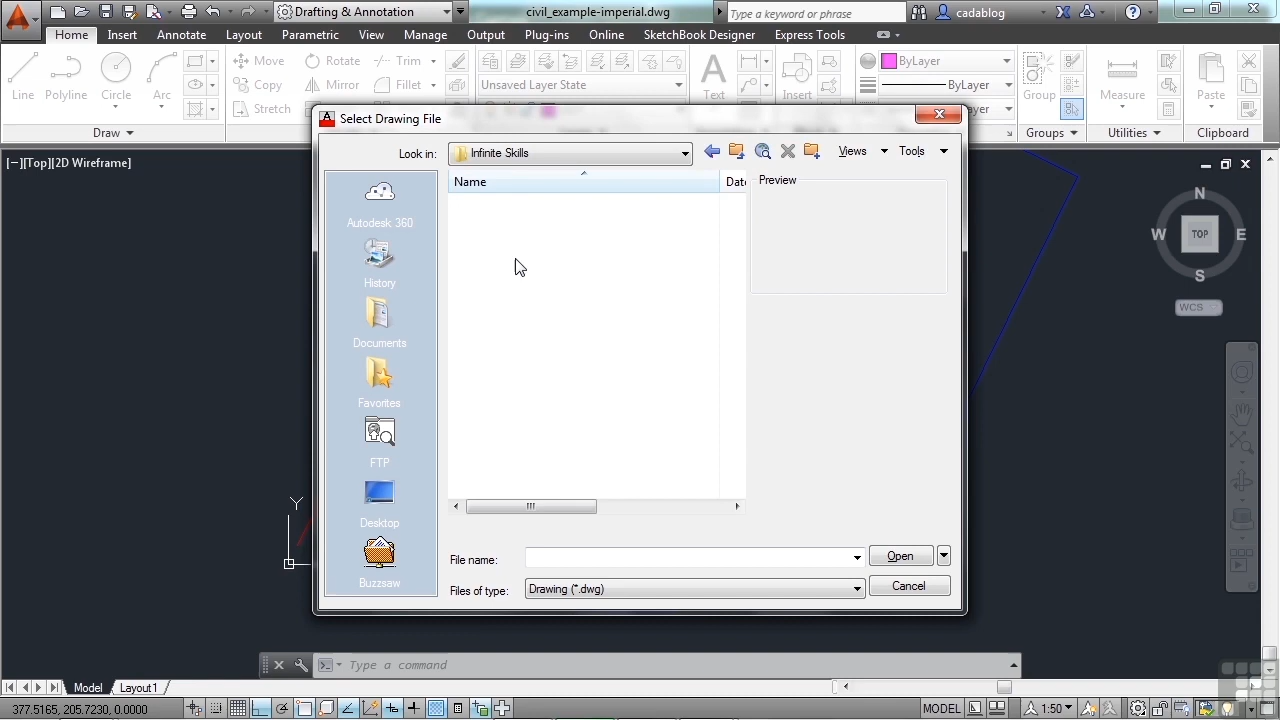 Drafting & Annotation
civil_example-imperial.dwg
Type a keyword or phrase
cadablog
Home Insert Annotate Layout Parametric View Manage Output Plug-ins Online SketchBook Designer Express Tools
Line Polyline Circle Arc
Move Rotate Trim
Copy Mirror Fillet
Stretch
Unsaved Layer State
Text Insert
ByLayer
ByLayer
Group Measure Paste
Draw Groups Utilities Clipboard
[−][Top][2D Wireframe]
Select Drawing File
Look in: Infinite Skills Views Tools
Name Date
Preview
Autodesk 360
History
Documents
Favorites
FTP
Desktop
Buzzsaw
File name: Open
Files of type: Drawing (*.dwg) Cancel
N
W TOP E
S
WCS
Y
Type a command
Model Layout1
377.5165, 205.7230, 0.0000 MODEL 1:50